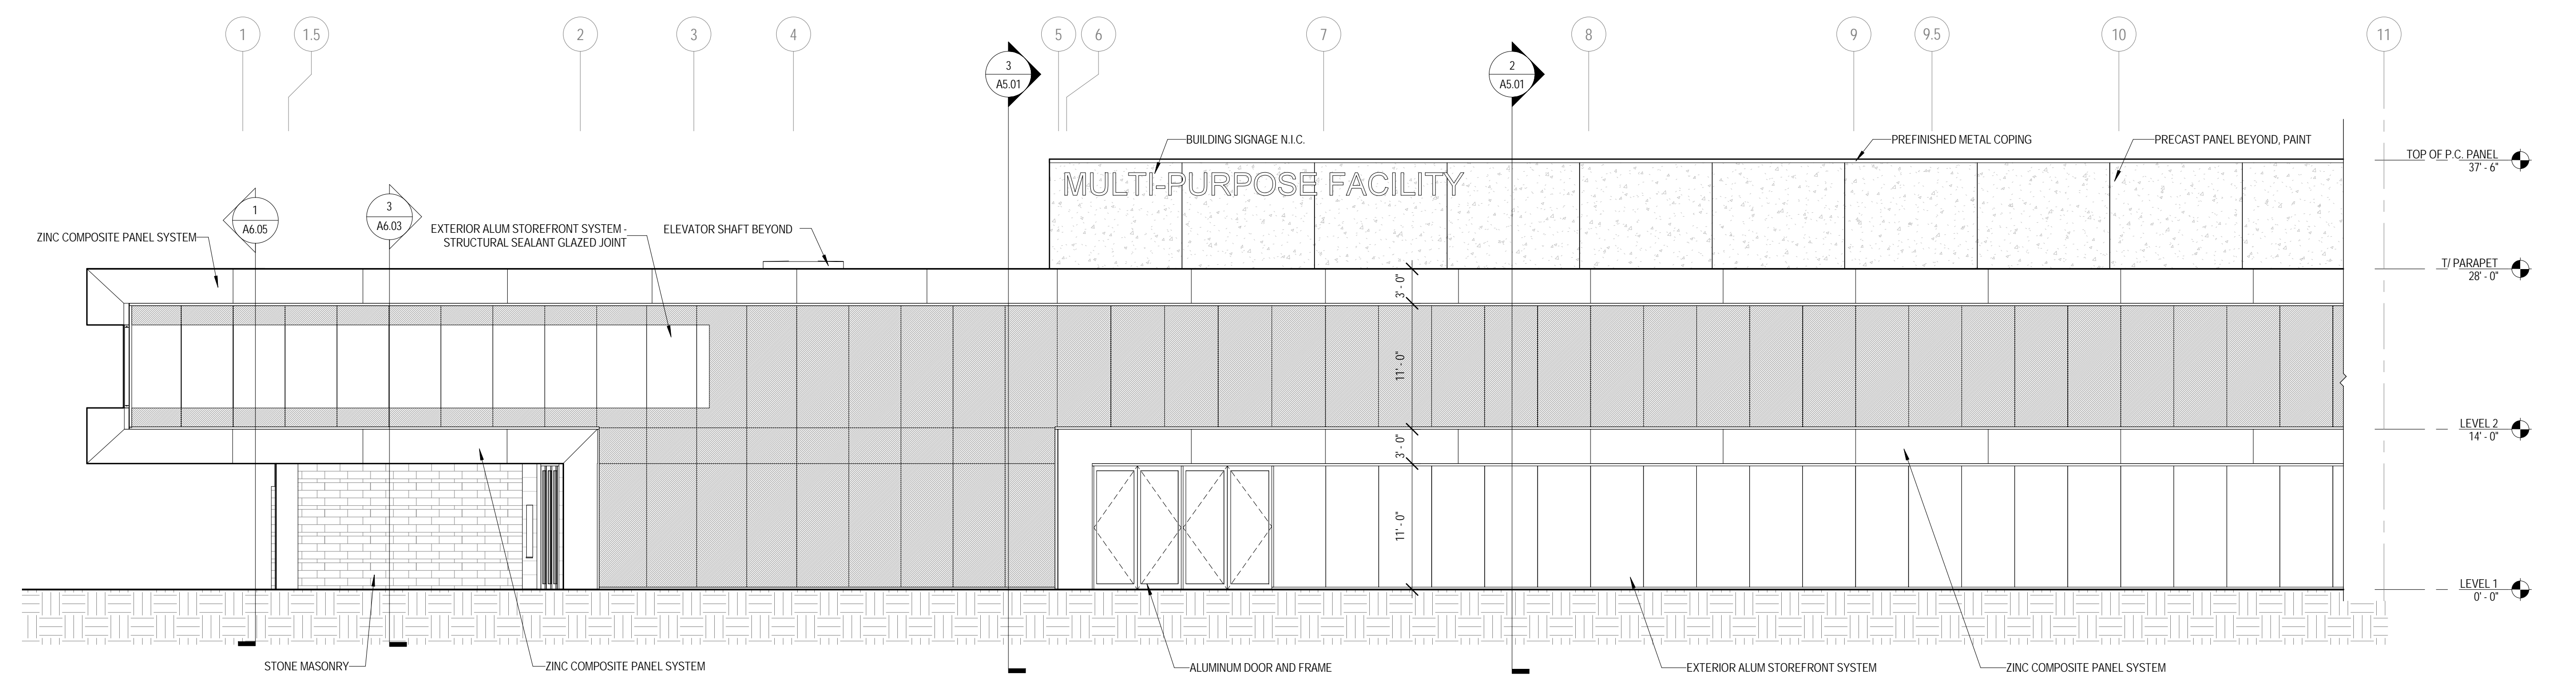 1
1.5
2
3
4
5
6
7
8
9
9.5
10
11
3
A5.01
2
A5.01
BUILDING SIGNAGE N.I.C.
PREFINISHED METAL COPING
PRECAST PANEL BEYOND, PAINT
TOP OF P.C. PANEL
37' - 6"
MULTI-PURPOSE FACILITY
1
A6.05
3
A6.03
ZINC COMPOSITE PANEL SYSTEM
EXTERIOR ALUM STOREFRONT SYSTEM -
STRUCTURAL SEALANT GLAZED JOINT
ELEVATOR SHAFT BEYOND
T/ PARAPET
28' - 0"
3' - 0"
11' - 0"
LEVEL 2
14' - 0"
3' - 0"
11' - 0"
LEVEL 1
0' - 0"
STONE MASONRY
ZINC COMPOSITE PANEL SYSTEM
ALUMINUM DOOR AND FRAME
EXTERIOR ALUM STOREFRONT SYSTEM
ZINC COMPOSITE PANEL SYSTEM